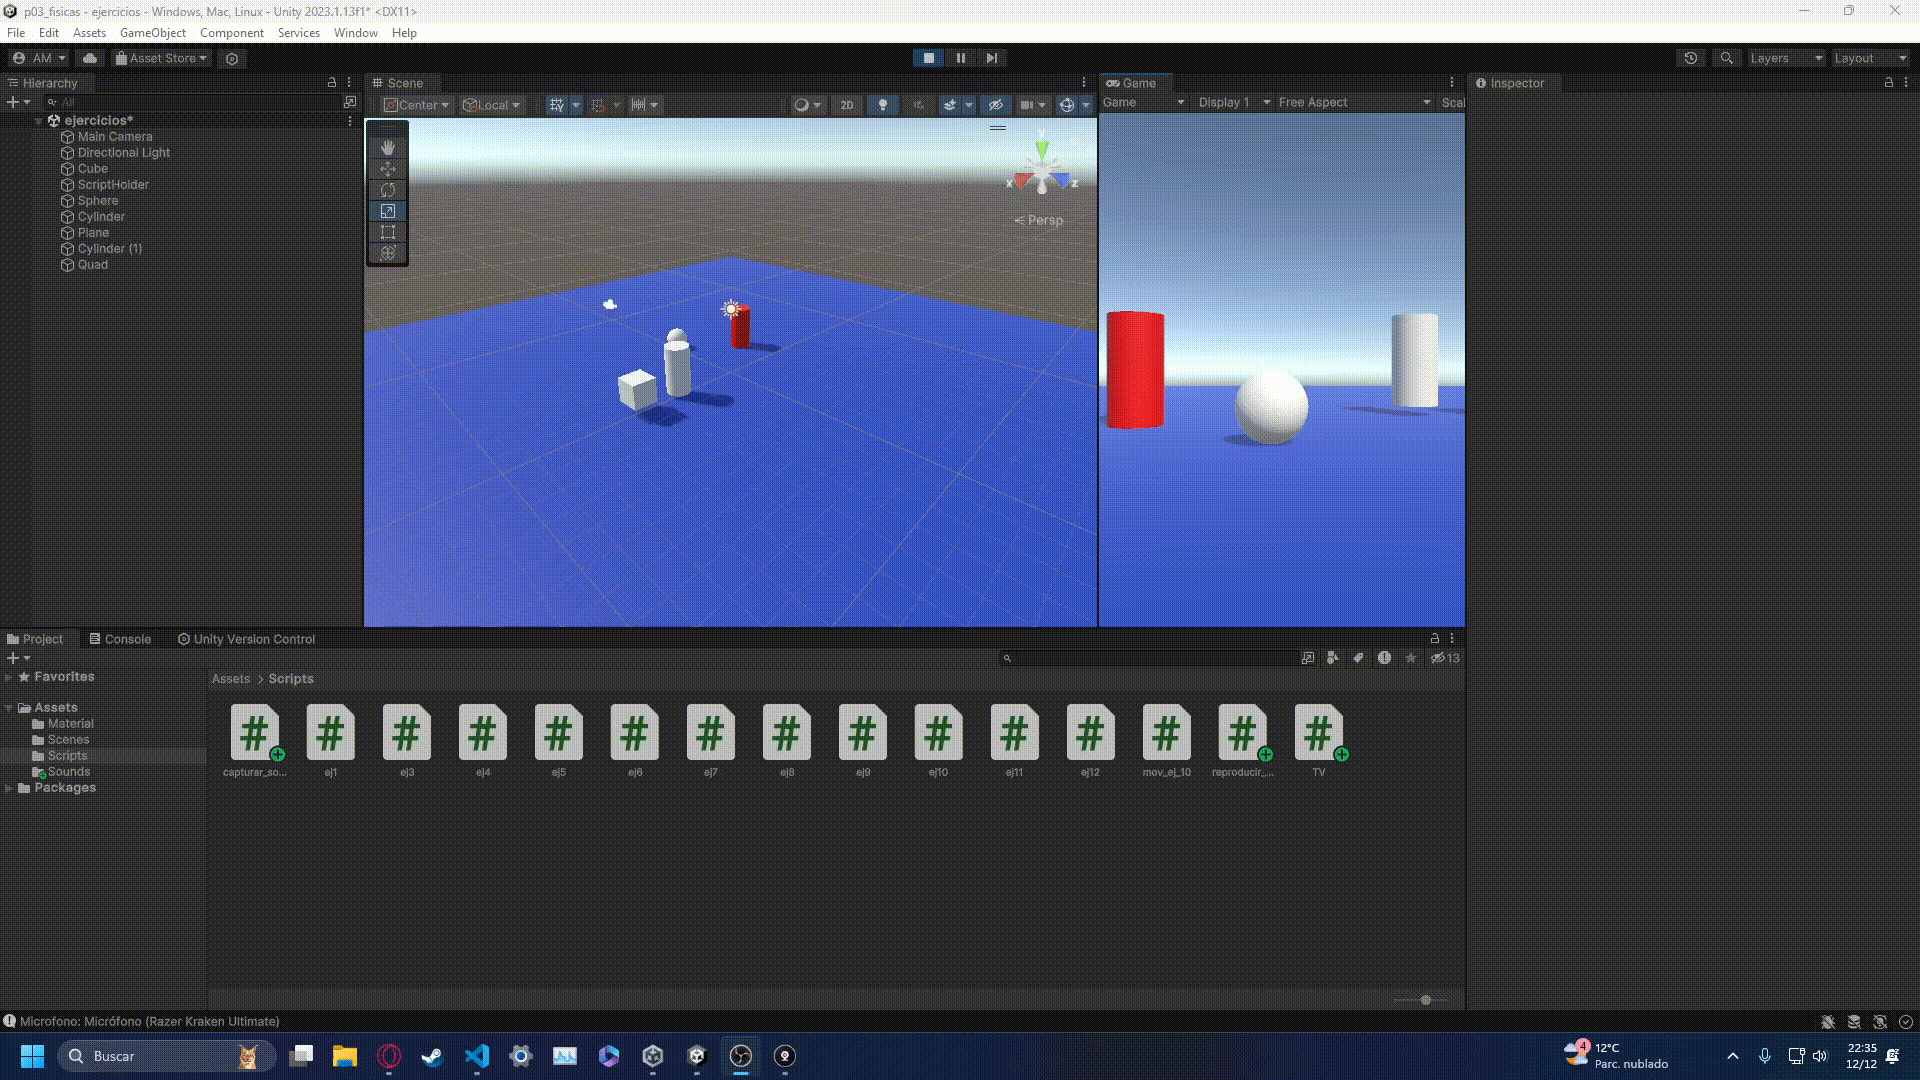 p03_fisicas - ejercicios - Windows, Mac, Linux - Unity 2023.1.13f1* <DX11>
File Edit Assets GameObject Component Services Window Help
AM Asset Store Layers Layout
Hierarchy
All
ejercicios*
Main Camera
Directional Light
Cube
ScriptHolder
Sphere
Cylinder
Plane
Cylinder (1)
Quad
Scene
Center Local 2D
y
x z
< Persp
Game
Game Display 1 Free Aspect Scal
Inspector
Project Console Unity Version Control
13
Favorites
Assets
Material
Scenes
Scripts
Sounds
Packages
Assets > Scripts
# # # # # # # # # # # # # # #
capturar_so... ej1 ej3 ej4 ej5 ej6 ej7 ej8 ej9 ej10 ej11 ej12 mov_ej_10 reproducir_... TV
Microfono: Micrófono (Razer Kraken Ultimate)
Buscar
4
12°C
Parc. nublado
22:35
12/12